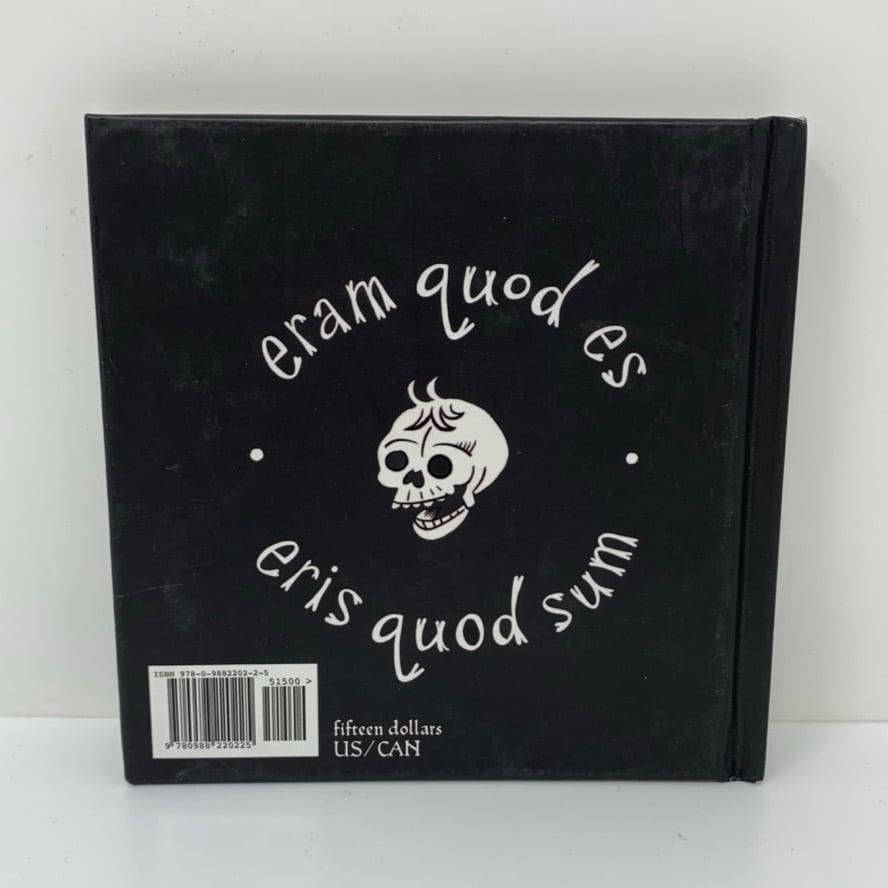 eram quod es
eris quod sum
ISBN 978-0-9882202-2-5
51500 >
9 780988 220225
fifteen dollars
US/CAN